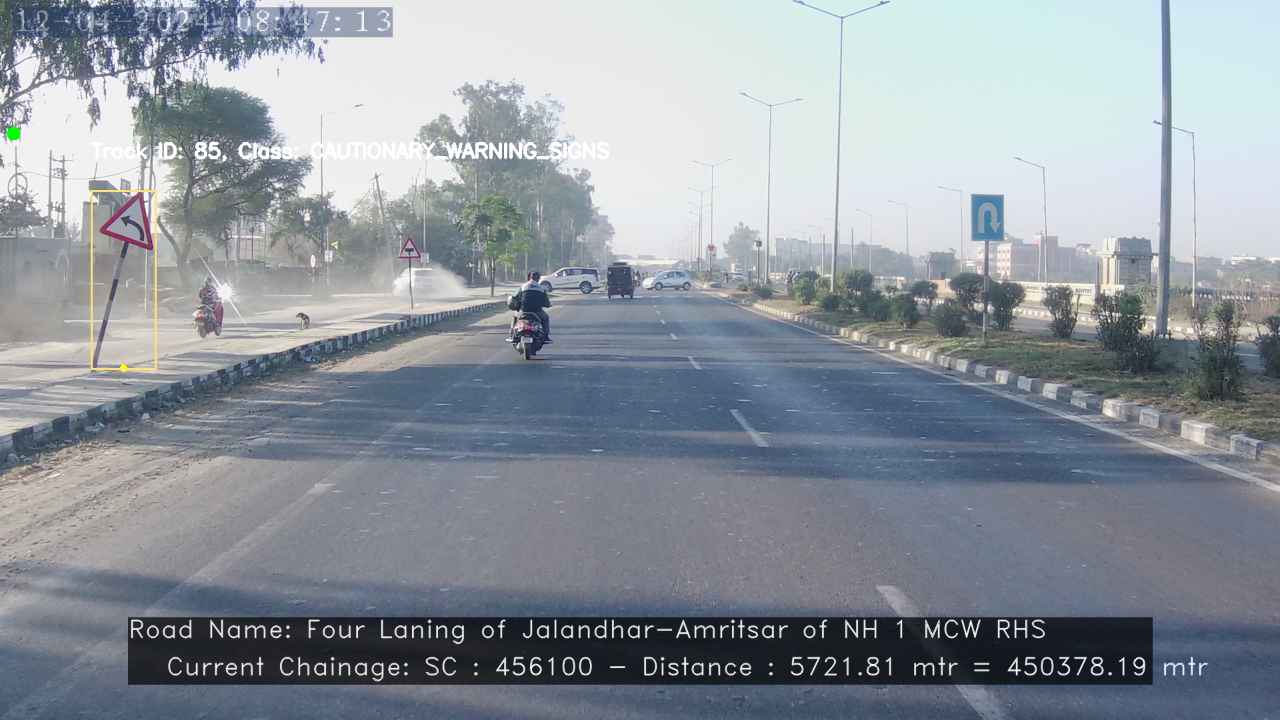 12-04-2024 08:47:13
Track ID: 85, Class: CAUTIONARY_WARNING_SIGNS
Road Name: Four Laning of Jalandhar-Amritsar of NH 1 MCW RHS
Current Chainage: SC : 456100 - Distance : 5721.81 mtr = 450378.19 mtr